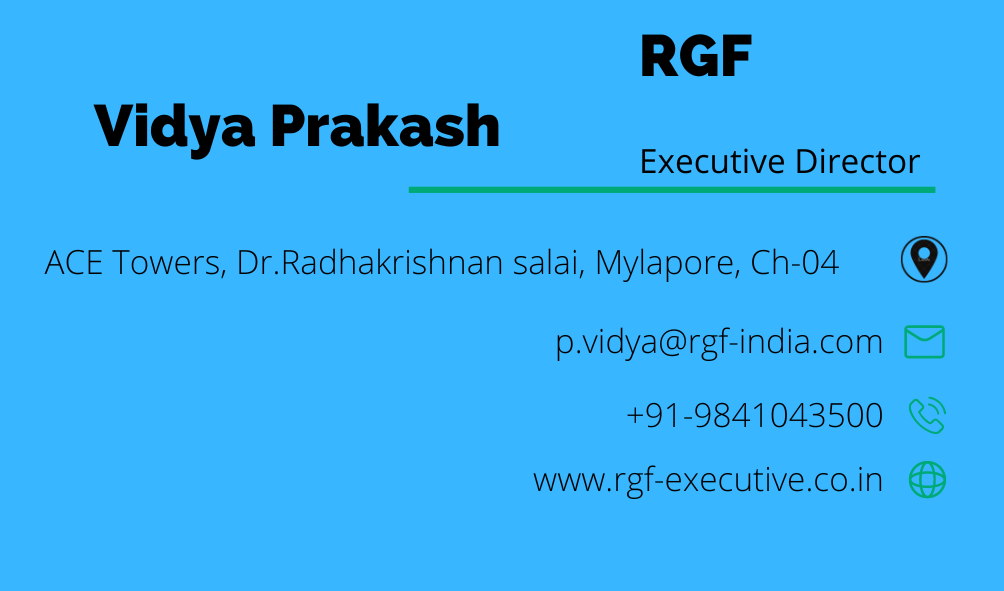 RGF
Vidya Prakash
Executive Director
ACE Towers, Dr.Radhakrishnan salai, Mylapore, Ch-04
p.vidya@rgf-india.com
+91-9841043500
www.rgf-executive.co.in